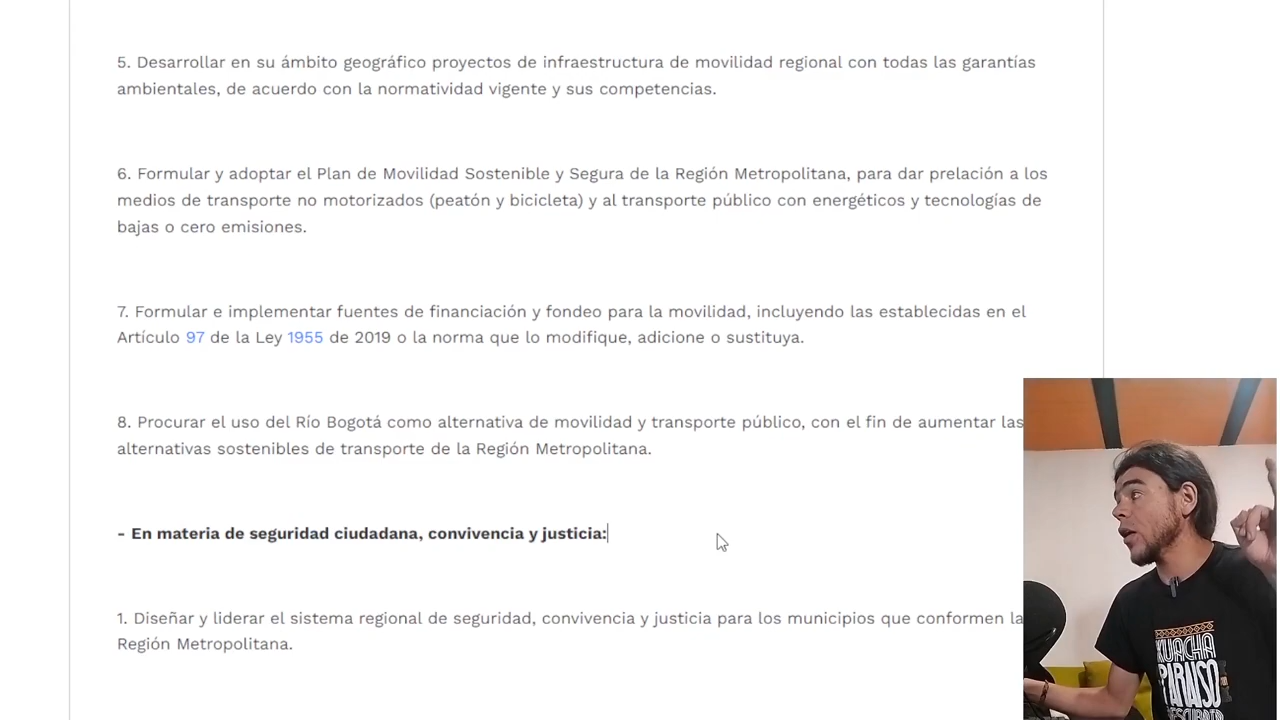 5. Desarrollar en su ámbito geográfico proyectos de infraestructura de movilidad regional con todas las garantías
ambientales, de acuerdo con la normatividad vigente y sus competencias.
6. Formular y adoptar el Plan de Movilidad Sostenible y Segura de la Región Metropolitana, para dar prelación a los
medios de transporte no motorizados (peatón y bicicleta) y al transporte público con energéticos y tecnologías de
bajas o cero emisiones.
7. Formular e implementar fuentes de financiación y fondeo para la movilidad, incluyendo las establecidas en el
Artículo 97 de la Ley 1955 de 2019 o la norma que lo modifique, adicione o sustituya.
8. Procurar el uso del Río Bogotá como alternativa de movilidad y transporte público, con el fin de aumentar las
alternativas sostenibles de transporte de la Región Metropolitana.
- En materia de seguridad ciudadana, convivencia y justicia:
1. Diseñar y liderar el sistema regional de seguridad, convivencia y justicia para los municipios que conformen la
Región Metropolitana.
PARAISO